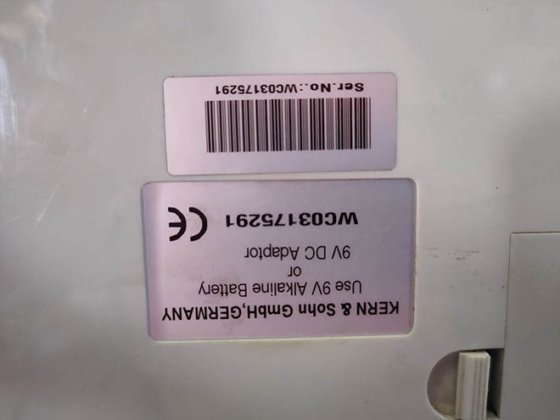 KERN & Sohn GmbH,GERMANY
Use 9V Alkaline Battery
or
9V DC Adaptor
WC03175291
CE
Ser.No.:WC03175291